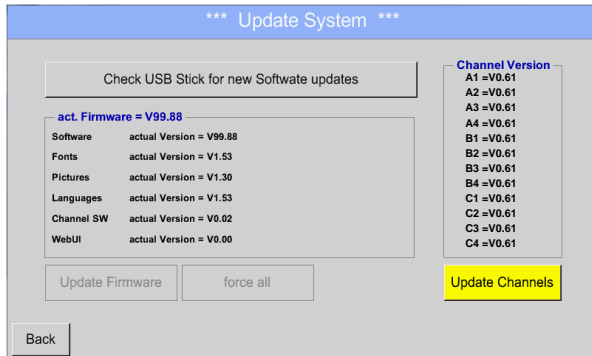 *** Update System ***
Check USB Stick for new Softwate updates
act. Firmware = V99.88
Software actual Version = V99.88
Fonts actual Version = V1.53
Pictures actual Version = V1.30
Languages actual Version = V1.53
Channel SW actual Version = V0.02
WebUI actual Version = V0.00
Channel Version
A1 =V0.61
A2 =V0.61
A3 =V0.61
A4 =V0.61
B1 =V0.61
B2 =V0.61
B3 =V0.61
B4 =V0.61
C1 =V0.61
C2 =V0.61
C3 =V0.61
C4 =V0.61
Update Firmware
force all
Update Channels
Back